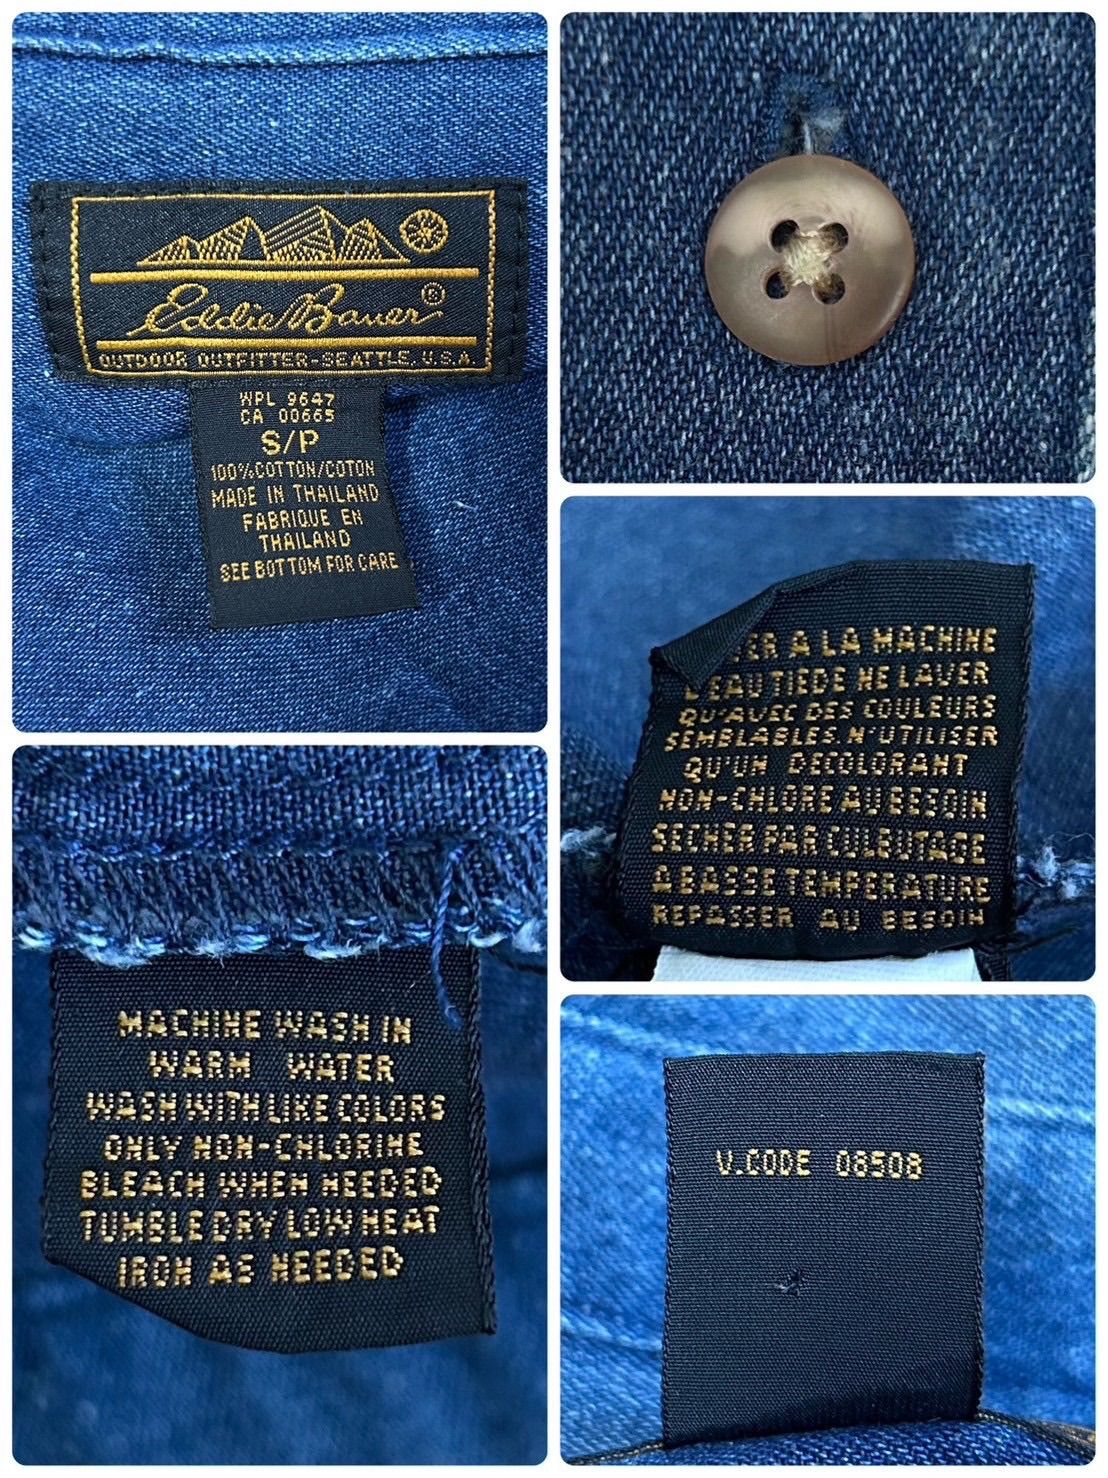 Eddie Bauer®
OUTDOOR OUTFITTER-SEATTLE, U.S.A.
WPL 9647
CA 00665
S/P
100%COTTON/COTON
MADE IN THAILAND
FABRIQUE EN
THAILAND
SEE BOTTOM FOR CARE
A LA MACHINE
L'EAU TIEDE NE LAVER
QU'AVEC DES COULEURS
SEMBLABLES N'UTILISER
QU'UN DECOLORANT
NON-CHLORE AU BESOIN
SECHER PAR CULBUTAGE
A BASSE TEMPERATURE
REPASSER AU BESOIN
MACHINE WASH IN
WARM WATER
WASH WITH LIKE COLORS
ONLY NON-CHLORINE
BLEACH WHEN NEEDED
TUMBLE DRY LOW HEAT
IRON AS NEEDED
V.CODE 08508